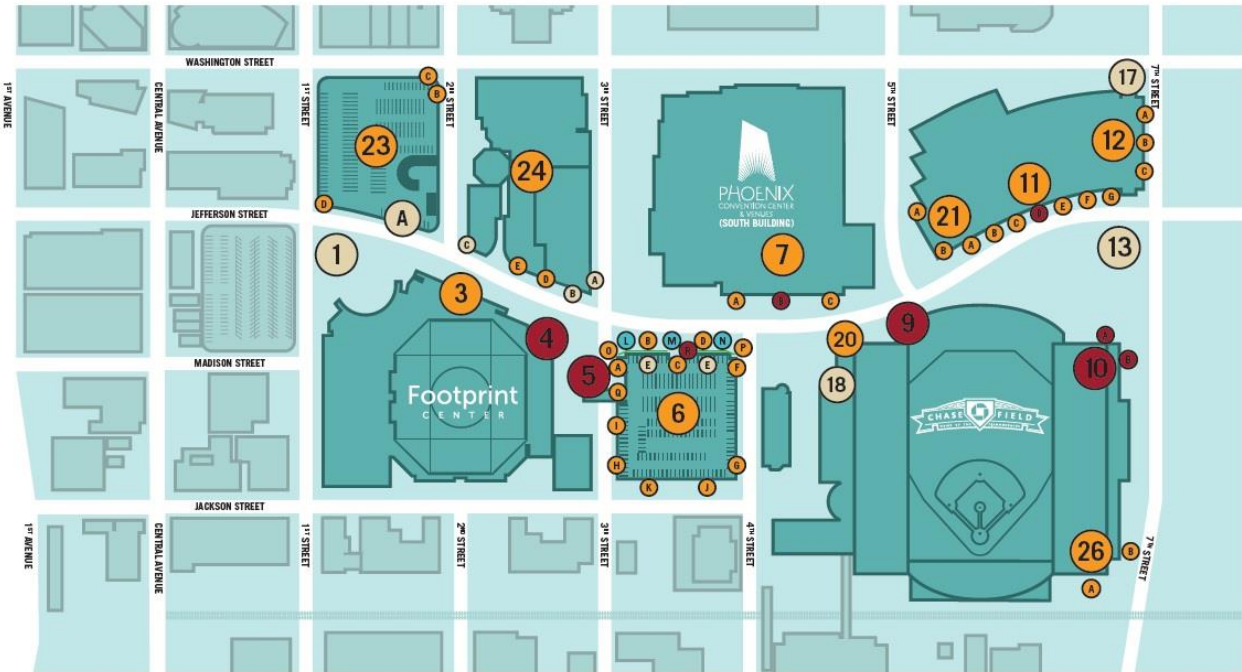 WASHINGTON STREET
1ST AVENUE
CENTRAL AVENUE
1ST STREET
2ND STREET
3RD STREET
5TH STREET
7TH STREET
17
C
B
23
D
A
24
C
E
D
B
A
PHOENIX
CONVENTION CENTER
& VENUES
(SOUTH BUILDING)
7
A
B
C
12
A
B
C
11
21
A
B
A
B
C
D
E
F
G
13
JEFFERSON STREET
1
3
4
5
9
20
18
10
A
B
MADISON STREET
Footprint
CENTER
O
L
B
M
R
D
N
P
A
E
C
E
F
Q
6
I
H
G
K
J
CHASE FIELD
26
B
A
JACKSON STREET
1ST AVENUE
CENTRAL AVENUE
1ST STREET
2ND STREET
3RD STREET
4TH STREET
7TH STREET